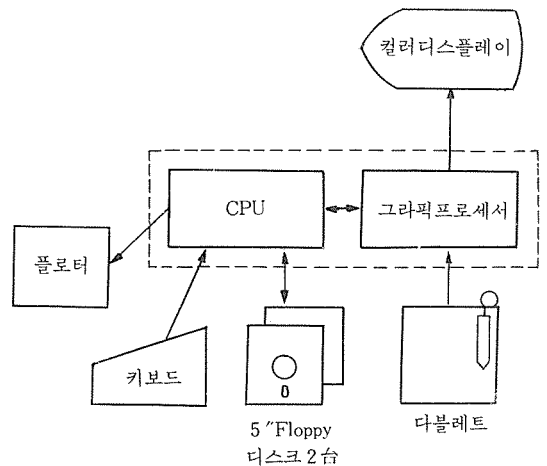 컬러디스플레이
CPU
그라픽프로세서
플로터
키보드
5″Floppy
디스크 2台
다블레트